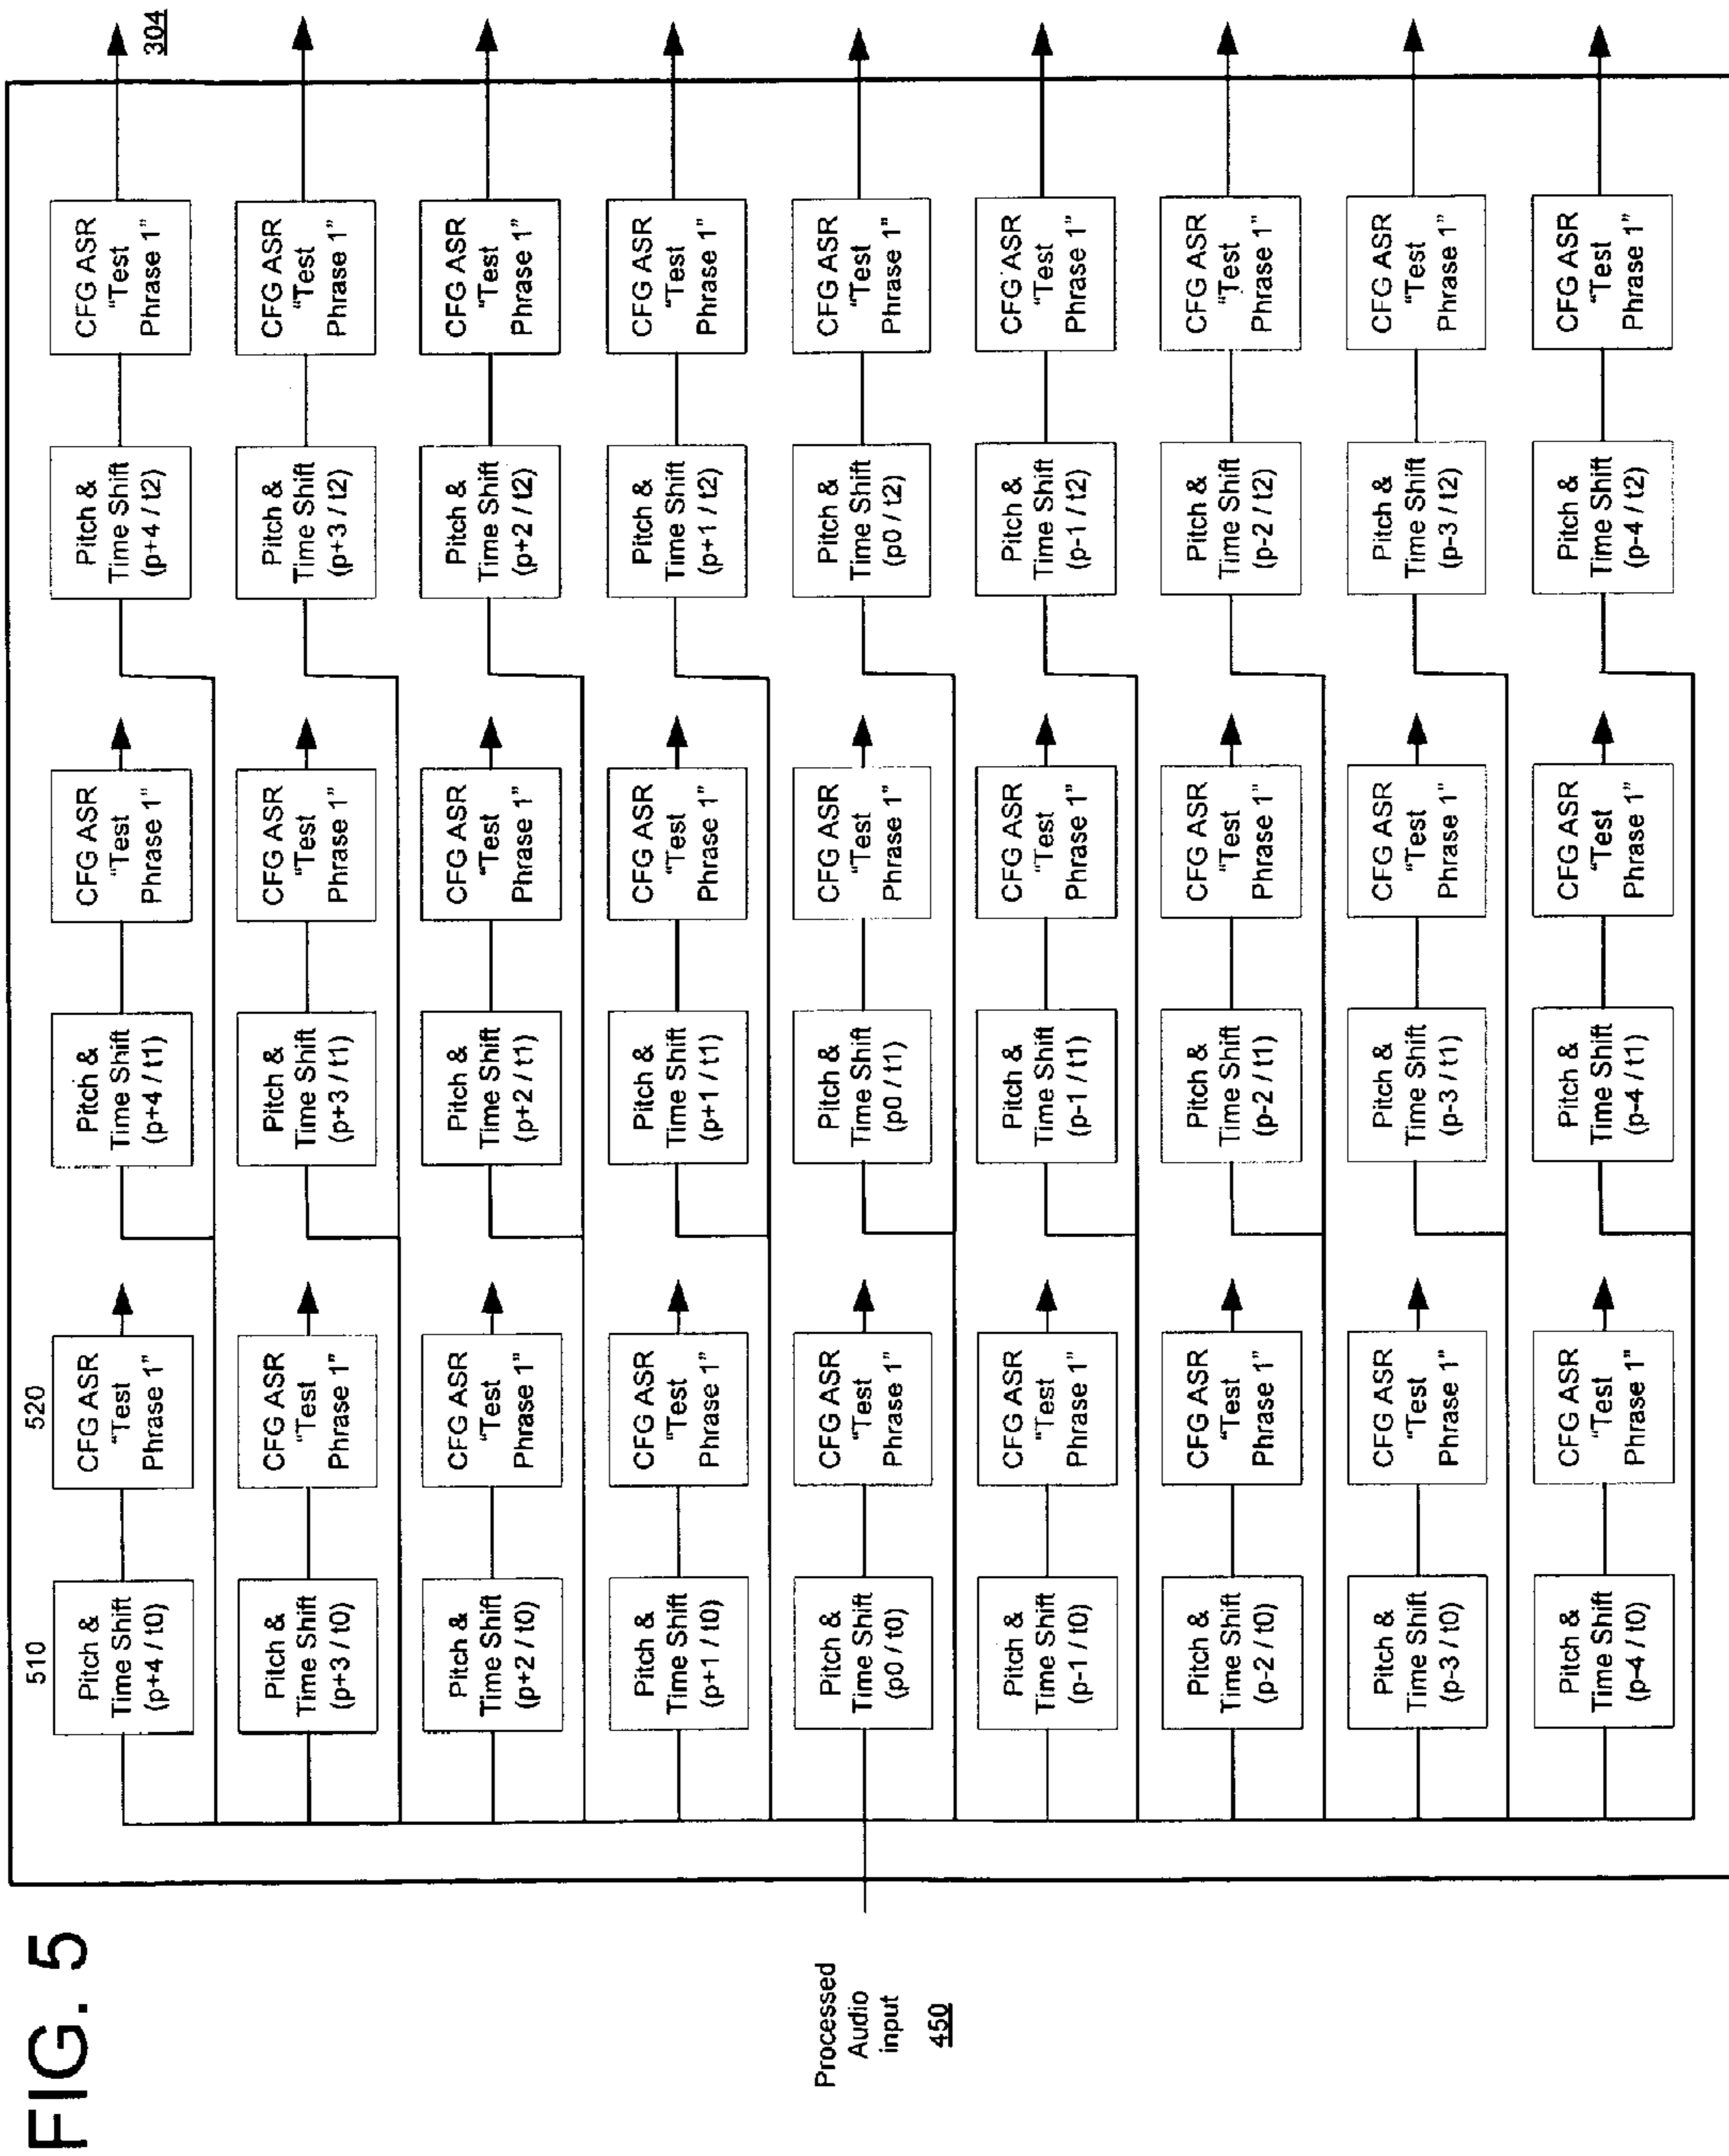 FIG. 5
510
520
Pitch &
Time Shift
(p+4 / t0)
CFG ASR
“Test
Phrase 1”
Pitch &
Time Shift
(p+4 / t1)
CFG ASR
“Test
Phrase 1”
Pitch &
Time Shift
(p+4 / t2)
CFG ASR
“Test
Phrase 1”
304
Pitch &
Time Shift
(p+3 / t0)
CFG ASR
“Test
Phrase 1”
Pitch &
Time Shift
(p+3 / t1)
CFG ASR
“Test
Phrase 1”
Pitch &
Time Shift
(p+3 / t2)
CFG ASR
“Test
Phrase 1”
Pitch &
Time Shift
(p+2 / t0)
CFG ASR
“Test
Phrase 1”
Pitch &
Time Shift
(p+2 / t1)
CFG ASR
“Test
Phrase 1”
Pitch &
Time Shift
(p+2 / t2)
CFG ASR
“Test
Phrase 1”
Pitch &
Time Shift
(p+1 / t0)
CFG ASR
“Test
Phrase 1”
Pitch &
Time Shift
(p+1 / t1)
CFG ASR
“Test
Phrase 1”
Pitch &
Time Shift
(p+1 / t2)
CFG ASR
“Test
Phrase 1”
Processed
Audio
input
450
Pitch &
Time Shift
(p0 / t0)
CFG ASR
“Test
Phrase 1”
Pitch &
Time Shift
(p0 / t1)
CFG ASR
“Test
Phrase 1”
Pitch &
Time Shift
(p0 / t2)
CFG ASR
“Test
Phrase 1”
Pitch &
Time Shift
(p-1 / t0)
CFG ASR
“Test
Phrase 1”
Pitch &
Time Shift
(p-1 / t1)
CFG ASR
“Test
Phrase 1”
Pitch &
Time Shift
(p-1 / t2)
CFG ASR
“Test
Phrase 1”
Pitch &
Time Shift
(p-2 / t0)
CFG ASR
“Test
Phrase 1”
Pitch &
Time Shift
(p-2 / t1)
CFG ASR
“Test
Phrase 1”
Pitch &
Time Shift
(p-2 / t2)
CFG ASR
“Test
Phrase 1”
Pitch &
Time Shift
(p-3 / t0)
CFG ASR
“Test
Phrase 1”
Pitch &
Time Shift
(p-3 / t1)
CFG ASR
“Test
Phrase 1”
Pitch &
Time Shift
(p-3 / t2)
CFG ASR
“Test
Phrase 1”
Pitch &
Time Shift
(p-4 / t0)
CFG ASR
“Test
Phrase 1”
Pitch &
Time Shift
(p-4 / t1)
CFG ASR
“Test
Phrase 1”
Pitch &
Time Shift
(p-4 / t2)
CFG ASR
“Test
Phrase 1”